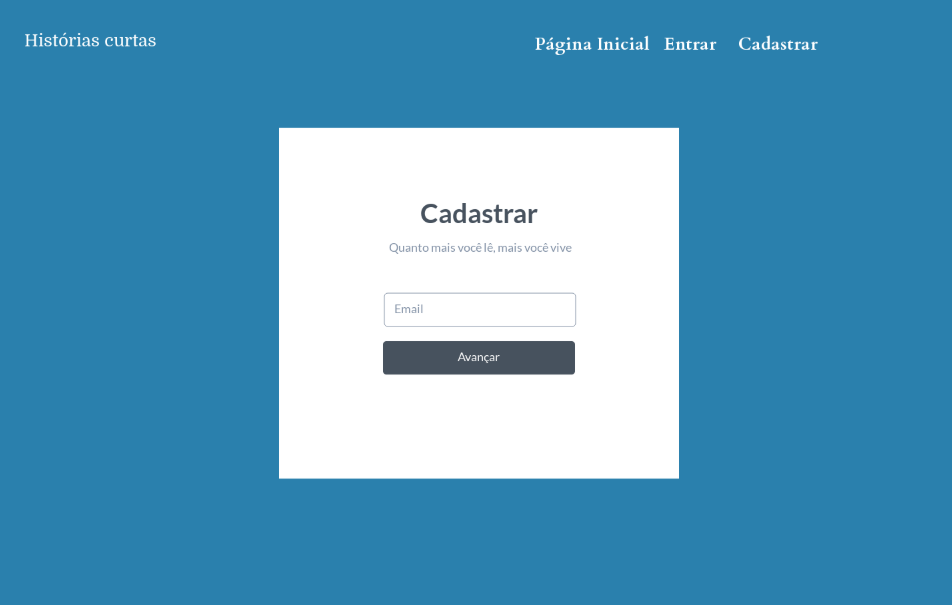 Histórias curtas
Página Inicial Entrar Cadastrar
Cadastrar
Quanto mais você lê, mais você vive
Email
Avançar